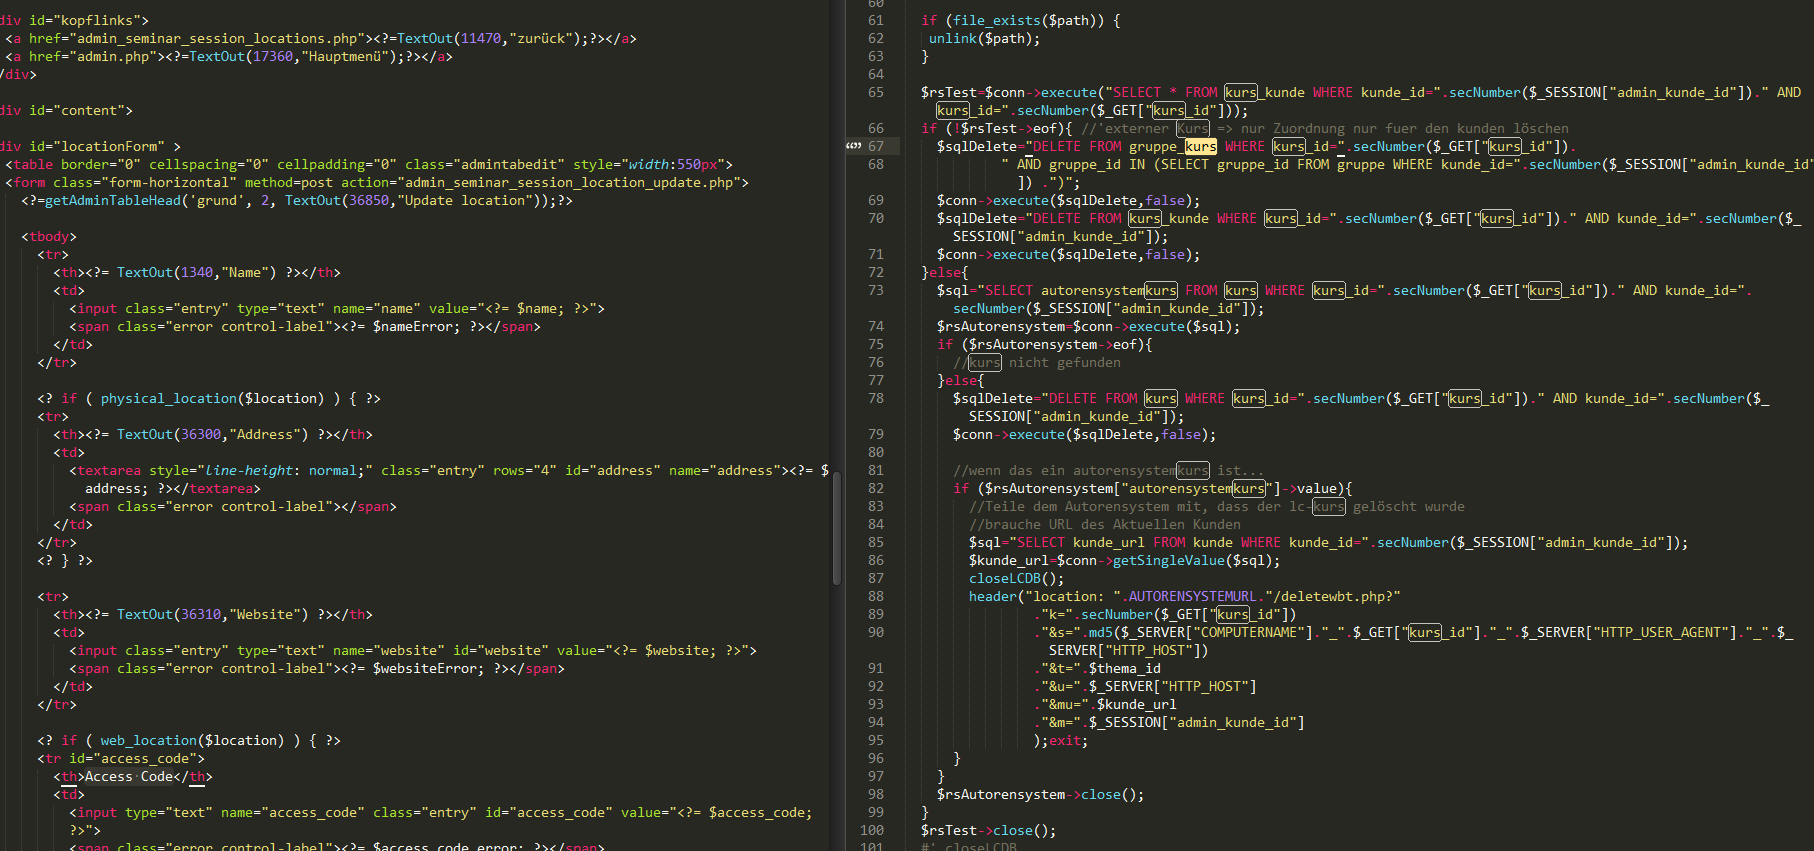 div id="kopflinks">
<a href="admin_seminar_session_locations.php"><?=TextOut(11470,"zurück");?></a>
<a href="admin.php"><?=TextOut(17360,"Hauptmenü");?></a>
/div>
div id="content">
div id="locationForm" >
<table border="0" cellspacing="0" cellpadding="0" class="admintabedit" style="width:550px">
<form class="form-horizontal" method=post action="admin_seminar_session_location_update.php">
<?=getAdminTableHead('grund', 2, TextOut(36850,"Update location"));?>
<tbody>
<tr>
<th><?= TextOut(1340,"Name") ?></th>
<td>
<input class="entry" type="text" name="name" value="<?= $name; ?>">
<span class="error control-label"><?= $nameError; ?></span>
</td>
</tr>
<? if ( physical_location($location) ) { ?>
<tr>
<th><?= TextOut(36300,"Address") ?></th>
<td>
<textarea style="line-height: normal;" class="entry" rows="4" id="address" name="address"><?= $
address; ?></textarea>
<span class="error control-label"></span>
</td>
</tr>
<? } ?>
<tr>
<th><?= TextOut(36310,"Website") ?></th>
<td>
<input class="entry" type="text" name="website" id="website" value="<?= $website; ?>">
<span class="error control-label"><?= $websiteError; ?></span>
</td>
</tr>
<? if ( web_location($location) ) { ?>
<tr id="access_code">
<th>Access Code</th>
<td>
<input type="text" name="access_code" class="entry" id="access_code" value="<?= $access_code;
?>">
<span class="error control-label"><?= $access_code_error; ?></span>
60
61 if (file_exists($path)) {
62 unlink($path);
63 }
64
65 $rsTest=$conn->execute("SELECT * FROM kurs_kunde WHERE kunde_id=".secNumber($_SESSION["admin_kunde_id"])." AND
kurs_id=".secNumber($_GET["kurs_id"]));
66 if (!$rsTest->eof){ //'externer Kurs => nur Zuordnung nur fuer den kunden löschen
67 $sqlDelete="DELETE FROM gruppe_kurs WHERE kurs_id=".secNumber($_GET["kurs_id"]).
68 " AND gruppe_id IN (SELECT gruppe_id FROM gruppe WHERE kunde_id=".secNumber($_SESSION["admin_kunde_id"
]) .")";
69 $conn->execute($sqlDelete,false);
70 $sqlDelete="DELETE FROM kurs_kunde WHERE kurs_id=".secNumber($_GET["kurs_id"])." AND kunde_id=".secNumber($_
SESSION["admin_kunde_id"]);
71 $conn->execute($sqlDelete,false);
72 }else{
73 $sql="SELECT autorensystemkurs FROM kurs WHERE kurs_id=".secNumber($_GET["kurs_id"])." AND kunde_id=".
secNumber($_SESSION["admin_kunde_id"]);
74 $rsAutorensystem=$conn->execute($sql);
75 if ($rsAutorensystem->eof){
76 //kurs nicht gefunden
77 }else{
78 $sqlDelete="DELETE FROM kurs WHERE kurs_id=".secNumber($_GET["kurs_id"])." AND kunde_id=".secNumber($_
SESSION["admin_kunde_id"]);
79 $conn->execute($sqlDelete,false);
80
81 //wenn das ein autorensystemkurs ist...
82 if ($rsAutorensystem["autorensystemkurs"]->value){
83 //Teile dem Autorensystem mit, dass der lc-kurs gelöscht wurde
84 //brauche URL des Aktuellen Kunden
85 $sql="SELECT kunde_url FROM kunde WHERE kunde_id=".secNumber($_SESSION["admin_kunde_id"]);
86 $kunde_url=$conn->getSingleValue($sql);
87 closeLCDB();
88 header("location: ".AUTORENSYSTEMURL."/deletewbt.php?"
89 ."k=".secNumber($_GET["kurs_id"])
90 ."&s=".md5($_SERVER["COMPUTERNAME"]."_".$_GET["kurs_id"]."_".$_SERVER["HTTP_USER_AGENT"]."_".$_
SERVER["HTTP_HOST"])
91 ."&t=".$thema_id
92 ."&u=".$_SERVER["HTTP_HOST"]
93 ."&mu=".$kunde_url
94 ."&m=".$_SESSION["admin_kunde_id"]
95 );exit;
96 }
97 }
98 $rsAutorensystem->close();
99 }
100 $rsTest->close();
101 #' closeLCDB